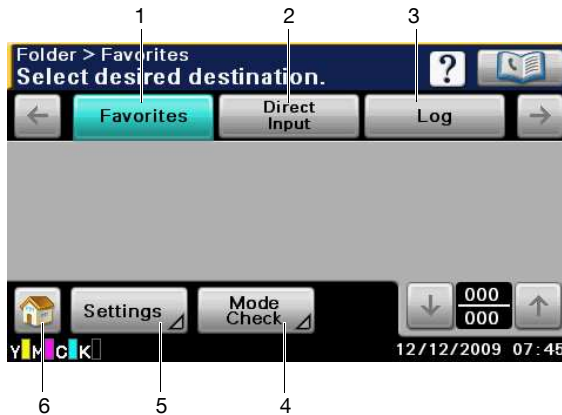 1 2 3
Folder > Favorites
Select desired destination.
?
← Favorites Direct Input Log →
Settings Mode Check ↓ 000 000 ↑
Y M C K 12/12/2009 07:45
6 5 4